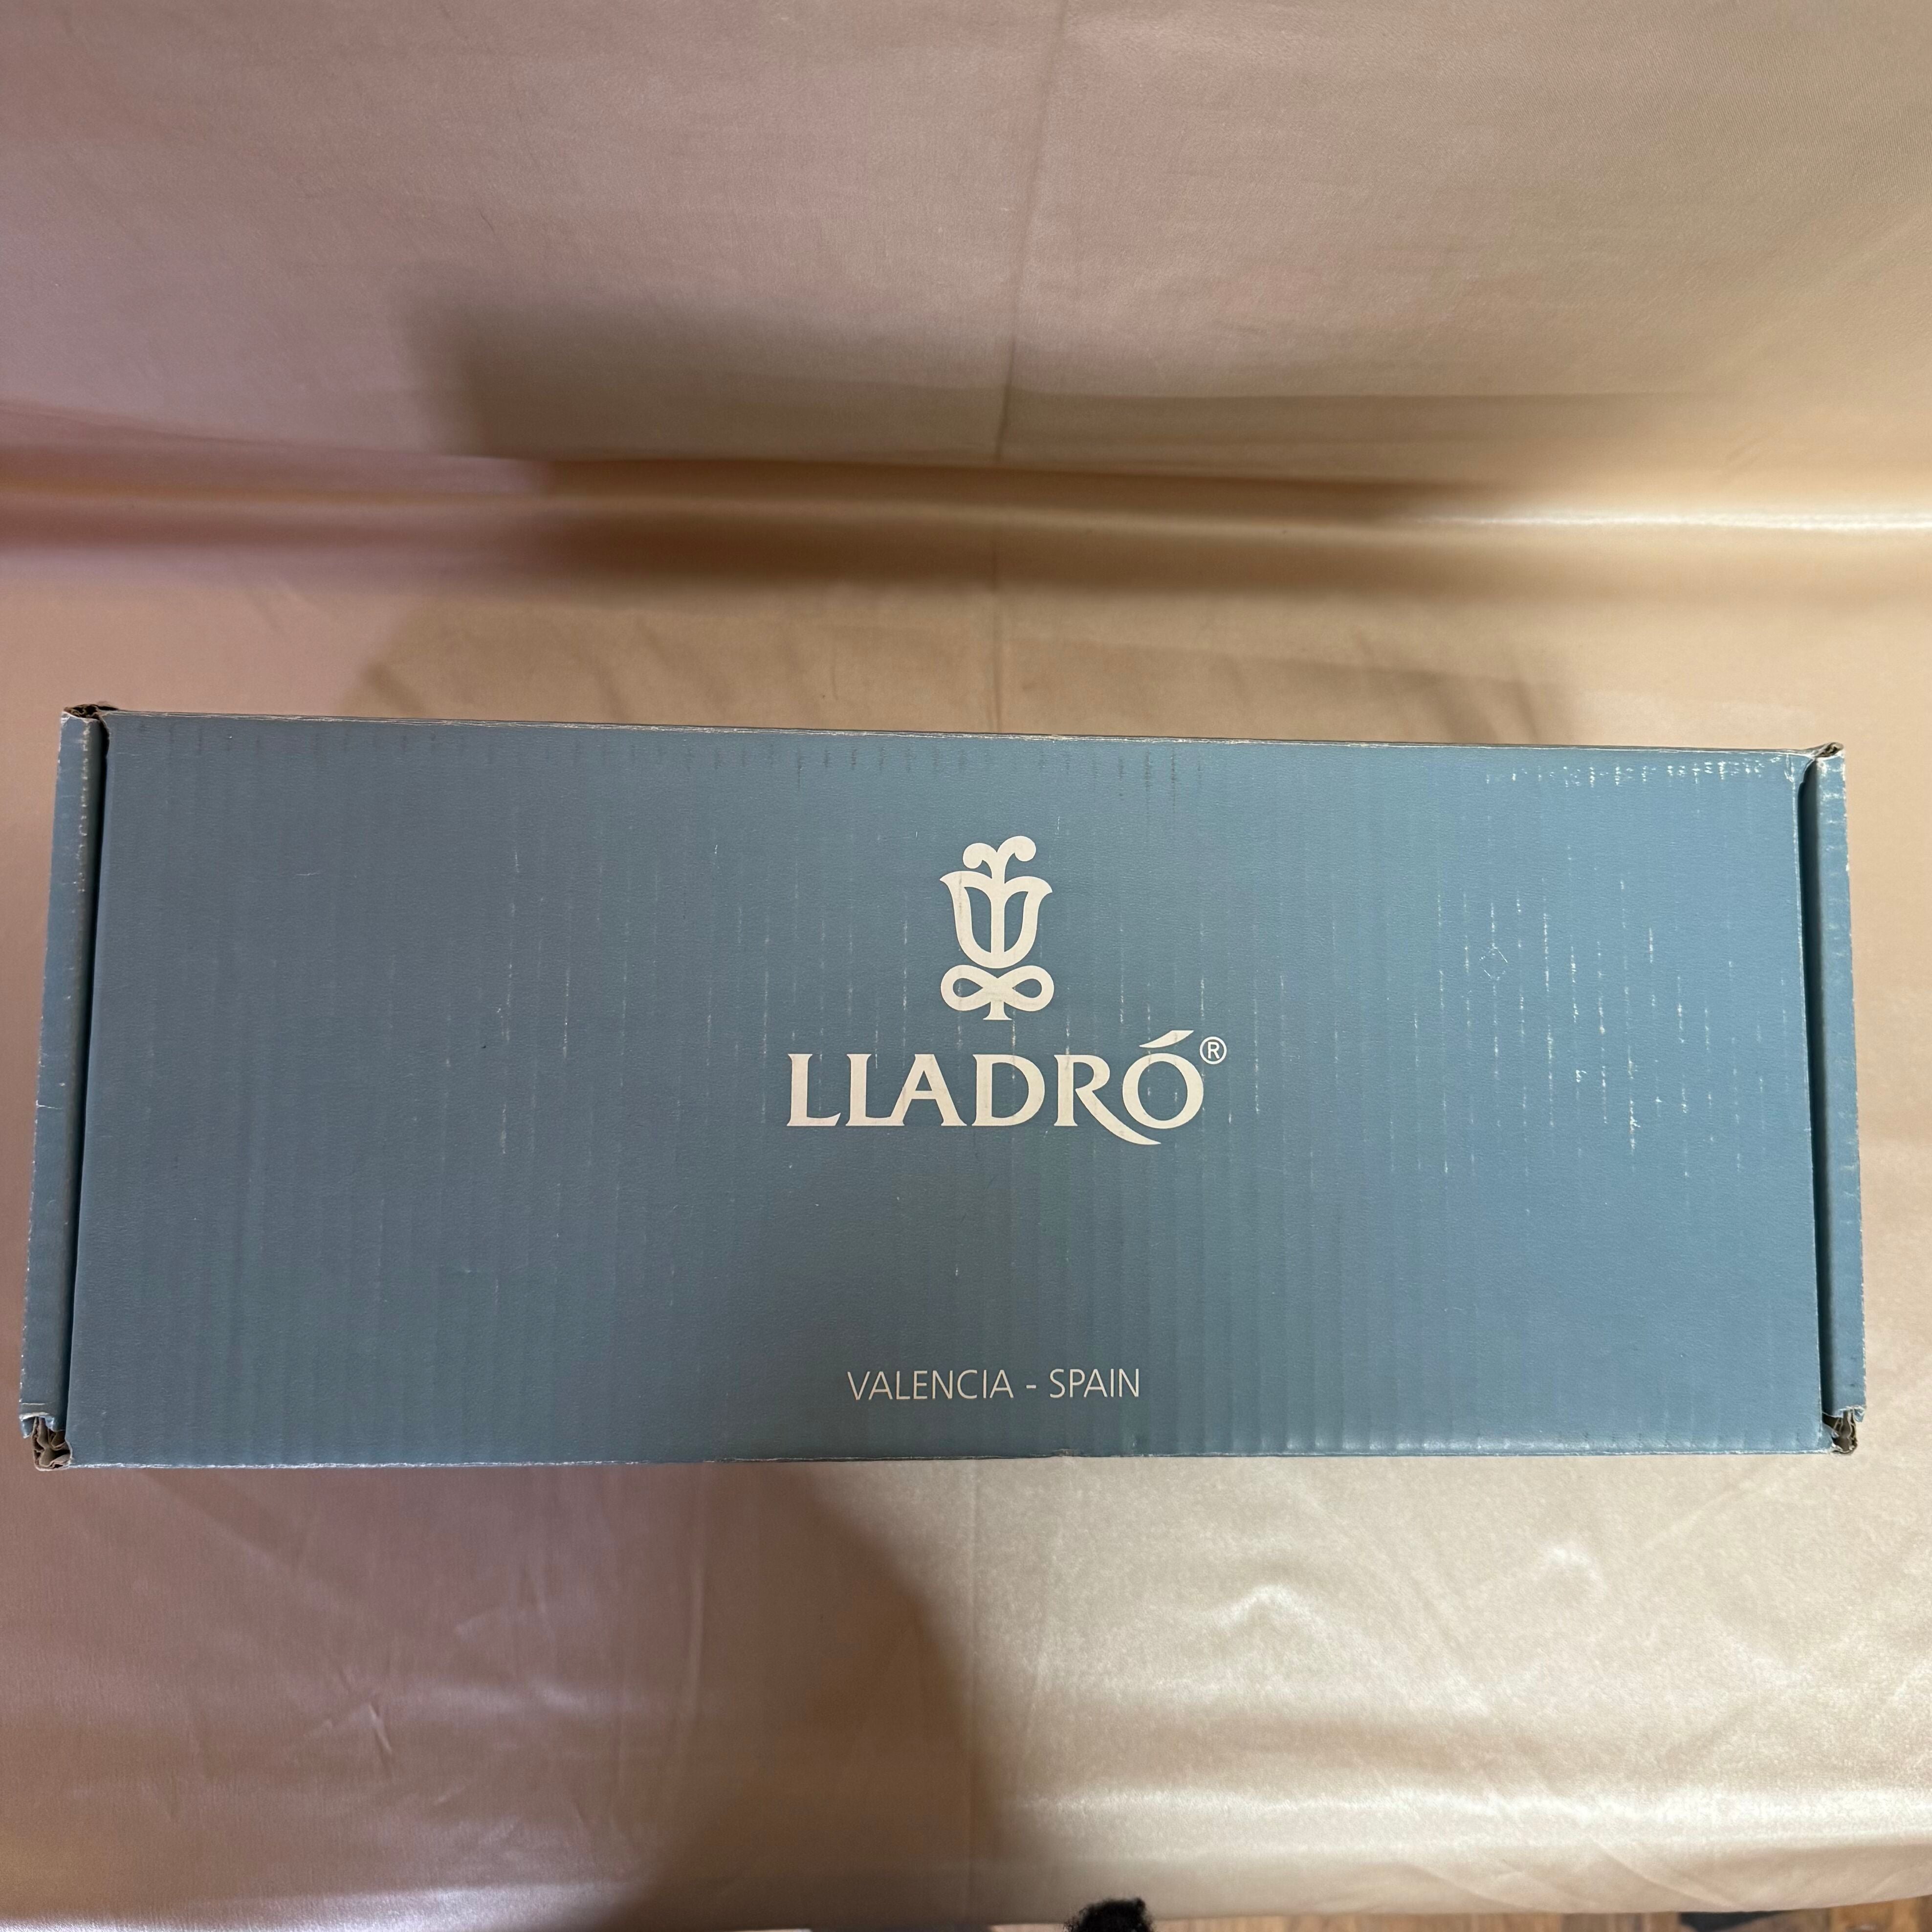 LLADRÓ®
VALENCIA - SPAIN